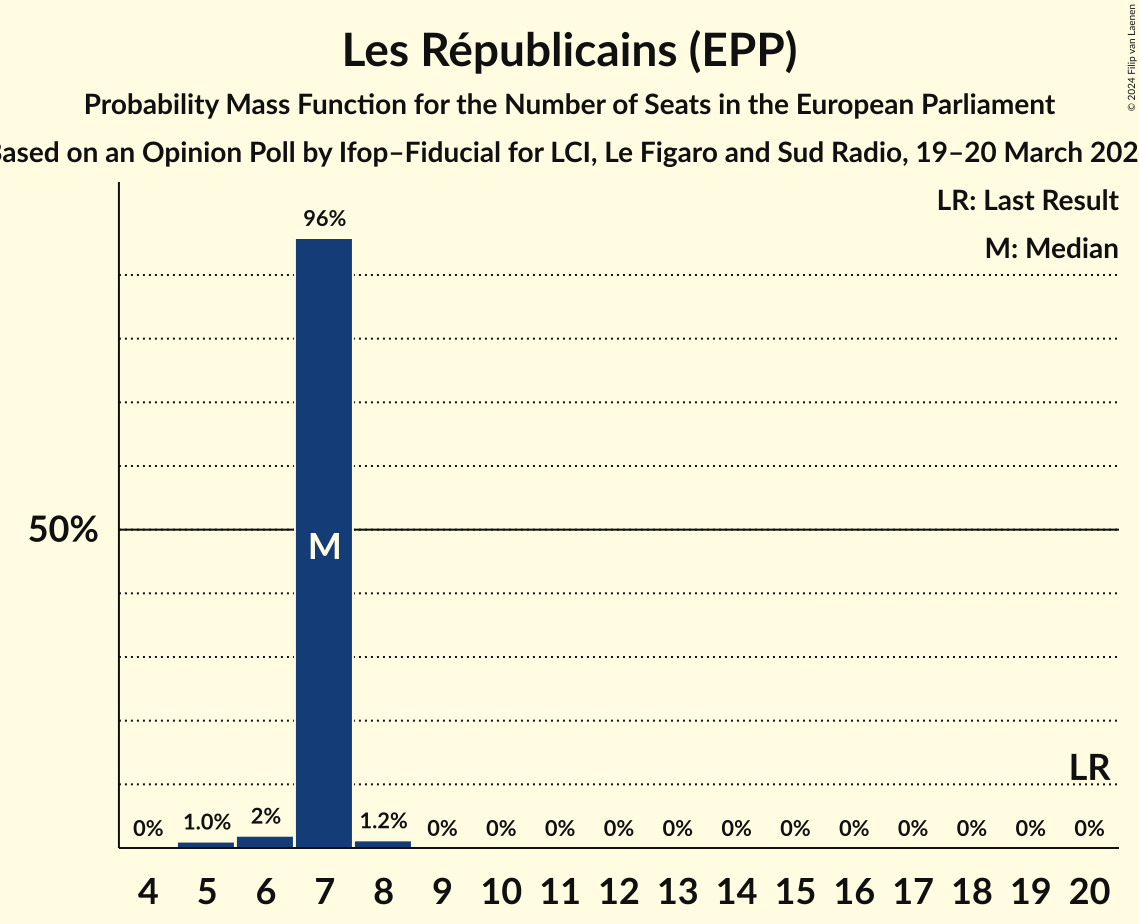 Les Républicains (EPP)
Probability Mass Function for the Number of Seats in the European Parliament
Based on an Opinion Poll by Ifop–Fiducial for LCI, Le Figaro and Sud Radio, 19–20 March 202
© 2024 Filip van Laenen
LR: Last Result
M: Median
96%
50%
M
LR
0% 1.0% 2% 1.2% 0% 0% 0% 0% 0% 0% 0% 0% 0% 0% 0% 0%
4 5 6 7 8 9 10 11 12 13 14 15 16 17 18 19 20